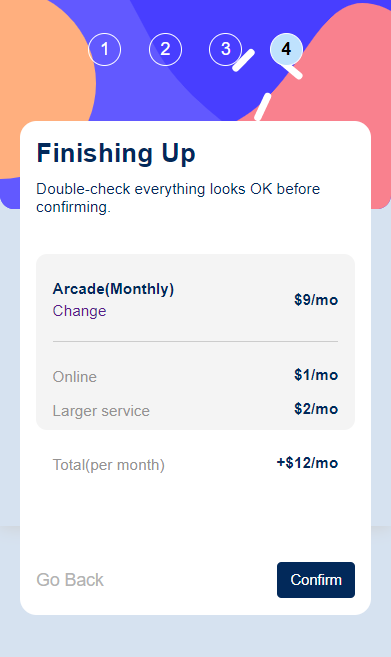 1 2 3 4
Finishing Up
Double-check everything looks OK before
confirming.
Arcade(Monthly)
$9/mo
Change
Online $1/mo
Larger service $2/mo
Total(per month) +$12/mo
Go Back Confirm